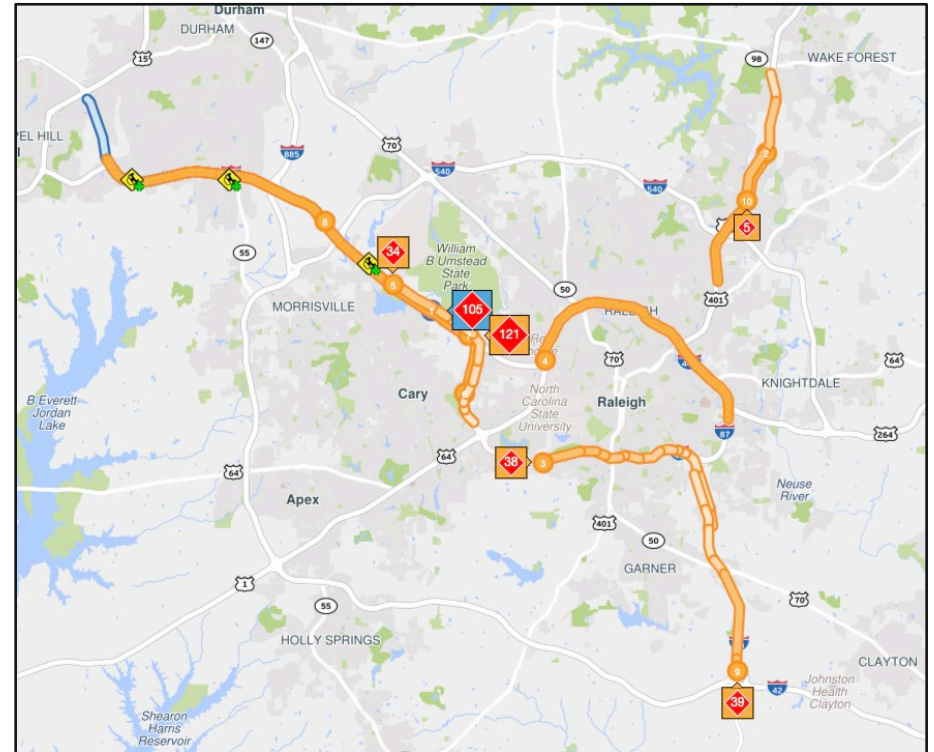 Durham
DURHAM
147
15
98
WAKE FOREST
885
70
540
540
2
10
5
55
8
34
5
William
B Umstead
State
Park
50
401
MORRISVILLE
105
121
7
RALEIGH
4
70
64
KNIGHTDALE
B Everett
Jordan
Lake
Cary
North
Carolina
State
University
Raleigh
87
264
64
64
38
3
Apex
Neuse
River
401
50
GARNER
1
55
70
HOLLY SPRINGS
9
CLAYTON
39
42
Johnston
Health
Clayton
Shearon
Harris
Reservoir